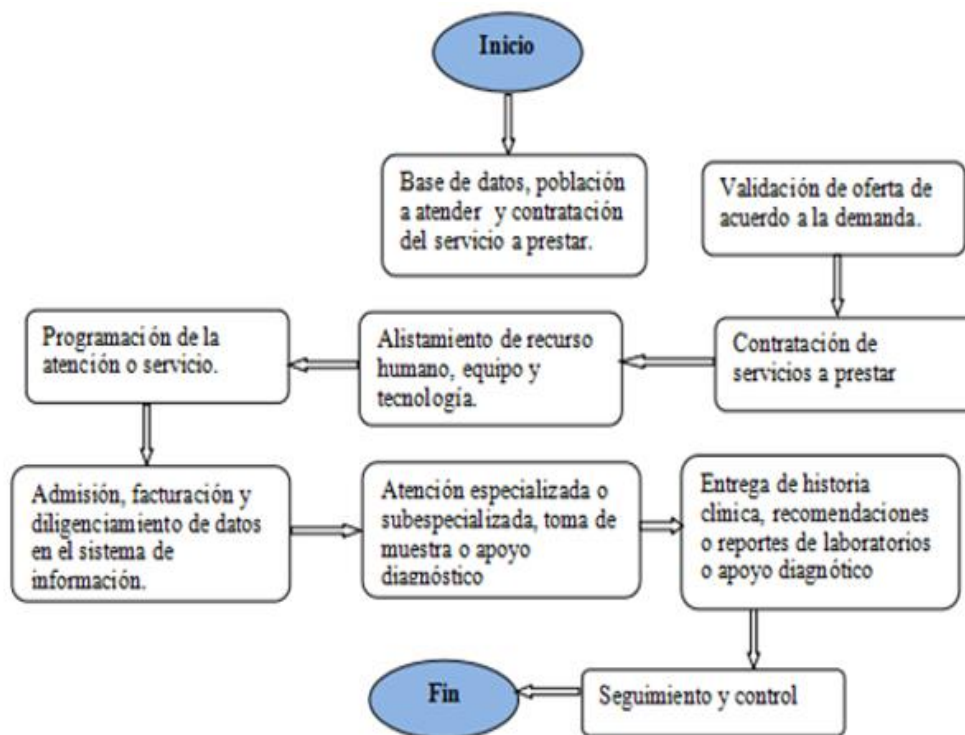 Inicio
Base de datos, población
a atender y contratación
del servicio a prestar.
Validación de oferta de
acuerdo a la demanda.
Contratación de
servicios a prestar
Alistamiento de recurso
humano, equipo y
tecnología.
Programación de la
atención o servicio.
Admisión, facturación y
diligenciamiento de datos
en el sistema de
información.
Atención especializada o
subespecializada, toma de
muestra o apoyo
diagnóstico
Entrega de historia
clínica, recomendaciones
o reportes de laboratorios
o apoyo diagnótico
Seguimiento y control
Fin